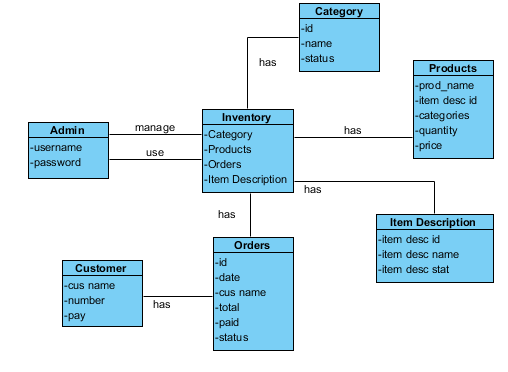 Category
-id
-name
-status
has
Products
-prod_name
-item desc id
-categories
-quantity
-price
Inventory
-Category
-Products
-Orders
-Item Description
has
Admin
-username
-password
manage
use
has
Item Description
-item desc id
-item desc name
-item desc stat
has
Orders
-id
-date
-cus name
-total
-paid
-status
Customer
-cus name
-number
-pay
has